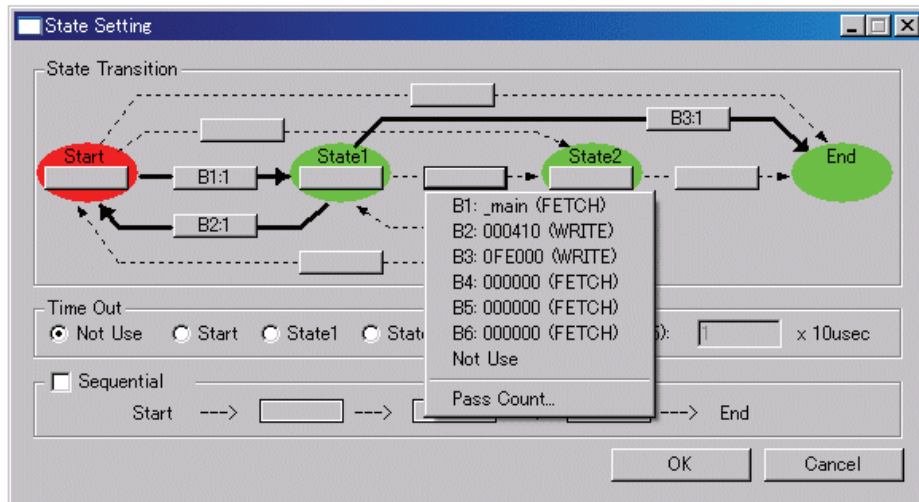 State Setting
State Transition
B3:1
Start
State1
State2
End
B1:1
B2:1
B1: _main (FETCH)
B2: 000410 (WRITE)
B3: 0FE000 (WRITE)
B4: 000000 (FETCH)
B5: 000000 (FETCH)
B6: 000000 (FETCH)
Not Use
Pass Count...
Time Out
Not Use Start State1 1 x 10usec
Sequential
Start ---> ---> ---> End
OK Cancel